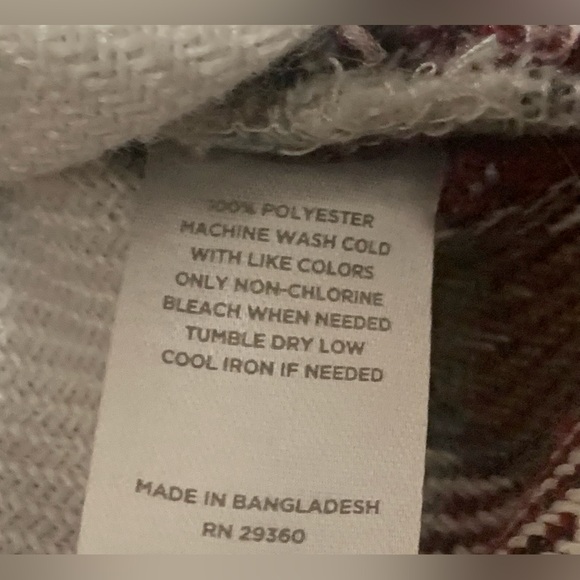 100% POLYESTER
MACHINE WASH COLD
WITH LIKE COLORS
ONLY NON-CHLORINE
BLEACH WHEN NEEDED
TUMBLE DRY LOW
COOL IRON IF NEEDED
MADE IN BANGLADESH
RN 29360